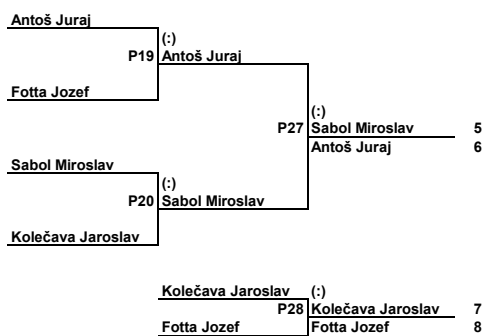 Antoš Juraj
(:)
P19 Antoš Juraj
Fotta Jozef
(:)
P27 Sabol Miroslav 5
Antoš Juraj 6
Sabol Miroslav
(:)
P20 Sabol Miroslav
Kolečava Jaroslav
Kolečava Jaroslav (:)
P28 Kolečava Jaroslav 7
Fotta Jozef Fotta Jozef 8